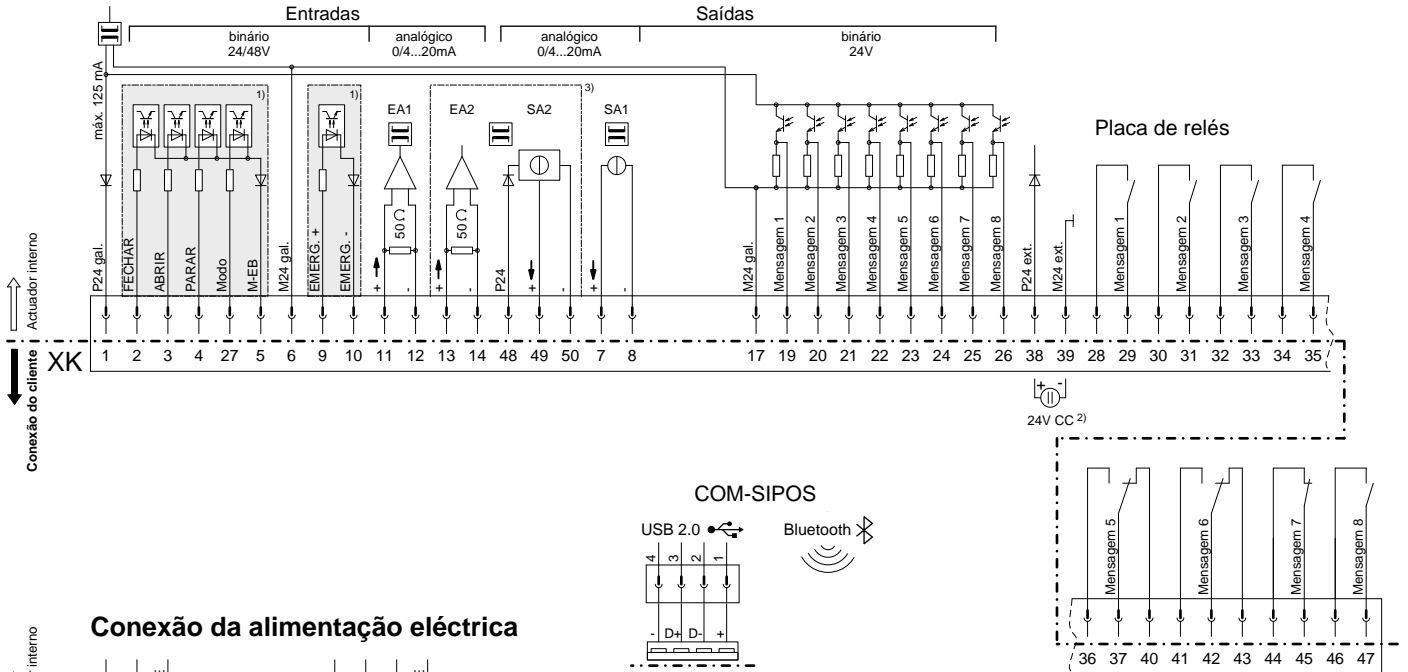 Entradas
Saídas
binário
24/48V
analógico
0/4...20mA
analógico
0/4...20mA
binário
24V
máx. 125 mA
1)
1)
3)
EA1
EA2
SA2
SA1
Placa de relés
50 Ω
50 Ω
P24 gal.
FECHAR
ABRIR
PARAR
Modo
M-EB
M24 gal.
EMERG. +
EMERG. -
+
-
+
-
P24
+
-
+
-
M24 gal.
Mensagem 1
Mensagem 2
Mensagem 3
Mensagem 4
Mensagem 5
Mensagem 6
Mensagem 7
Mensagem 8
P24 ext.
M24 ext.
Mensagem 1
Mensagem 2
Mensagem 3
Mensagem 4
Actuador interno
Conexão do cliente
XK
1 2 3 4 27 5 6 9 10 11 12 13 14 48 49 50 7 8 17 19 20 21 22 23 24 25 26 38 39 28 29 30 31 32 33 34 35
+ -
24V CC 2)
COM-SIPOS
USB 2.0
Bluetooth
4 3 2 1
- D+ D- +
Mensagem 5
Mensagem 6
Mensagem 7
Mensagem 8
36 37 40 41 42 43 44 45 46 47
Conexão da alimentação eléctrica
interno